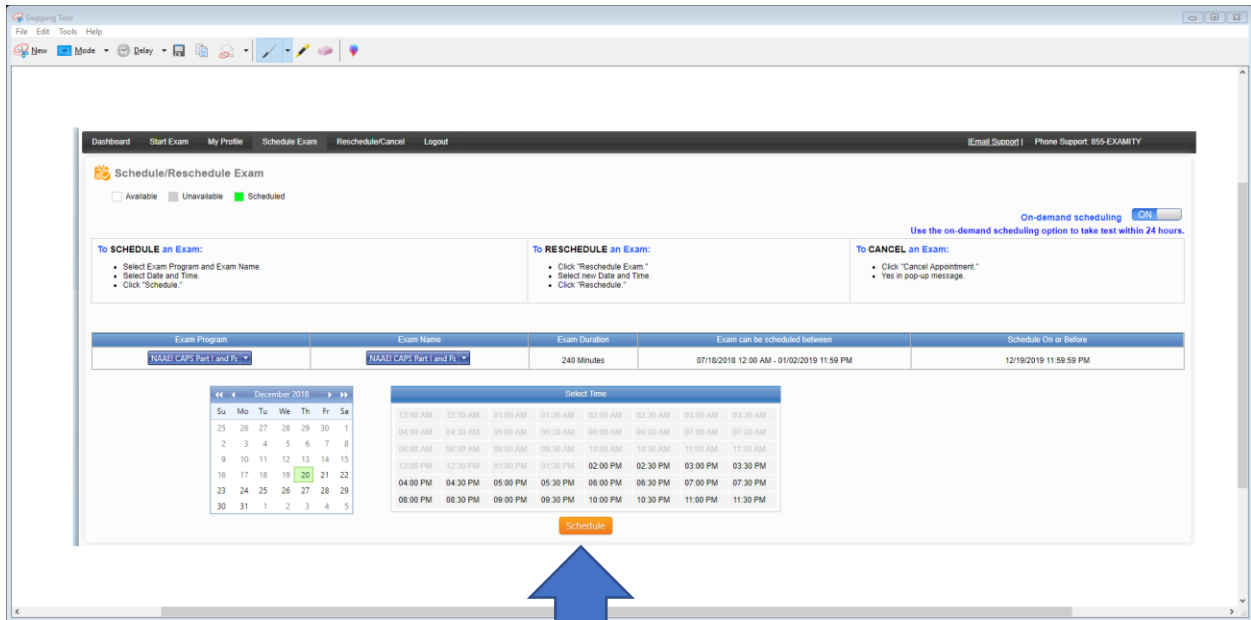 Snipping Tool
File Edit Tools Help
New Mode Delay
Dashboard Start Exam My Profile Schedule Exam Reschedule/Cancel Logout |Email Support| Phone Support: 855-EXAMITY
Schedule/Reschedule Exam
Available Unavailable Scheduled
On-demand scheduling ON
Use the on-demand scheduling option to take test within 24 hours.
To SCHEDULE an Exam: To RESCHEDULE an Exam: To CANCEL an Exam:
• Select Exam Program and Exam Name. • Click "Reschedule Exam." • Click "Cancel Appointment."
• Select Date and Time. • Select new Date and Time. • Yes in pop-up message.
• Click "Schedule." • Click "Reschedule."
Exam Program Exam Name Exam Duration Exam can be scheduled between Schedule On or Before
NAAEI CAPS Part I and Pa NAAEI CAPS Part I and Pa 240 Minutes 07/18/2018 12:00 AM - 01/02/2019 11:59 PM 12/19/2019 11:59:59 PM
December 2018 Select Time
Su Mo Tu We Th Fr Sa
12:00 AM 12:30 AM 01:00 AM 01:30 AM 02:00 AM 02:30 AM 03:00 AM 03:30 AM
25 26 27 28 29 30 1
04:00 AM 04:30 AM 05:00 AM 05:30 AM 06:00 AM 06:30 AM 07:00 AM 07:30 AM
2 3 4 5 6 7 8
08:00 AM 08:30 AM 09:00 AM 09:30 AM 10:00 AM 10:30 AM 11:00 AM 11:30 AM
9 10 11 12 13 14 15
12:00 PM 12:30 PM 01:00 PM 01:30 PM 02:00 PM 02:30 PM 03:00 PM 03:30 PM
16 17 18 19 20 21 22
04:00 PM 04:30 PM 05:00 PM 05:30 PM 06:00 PM 06:30 PM 07:00 PM 07:30 PM
23 24 25 26 27 28 29
08:00 PM 08:30 PM 09:00 PM 09:30 PM 10:00 PM 10:30 PM 11:00 PM 11:30 PM
30 31 1 2 3 4 5
Schedule